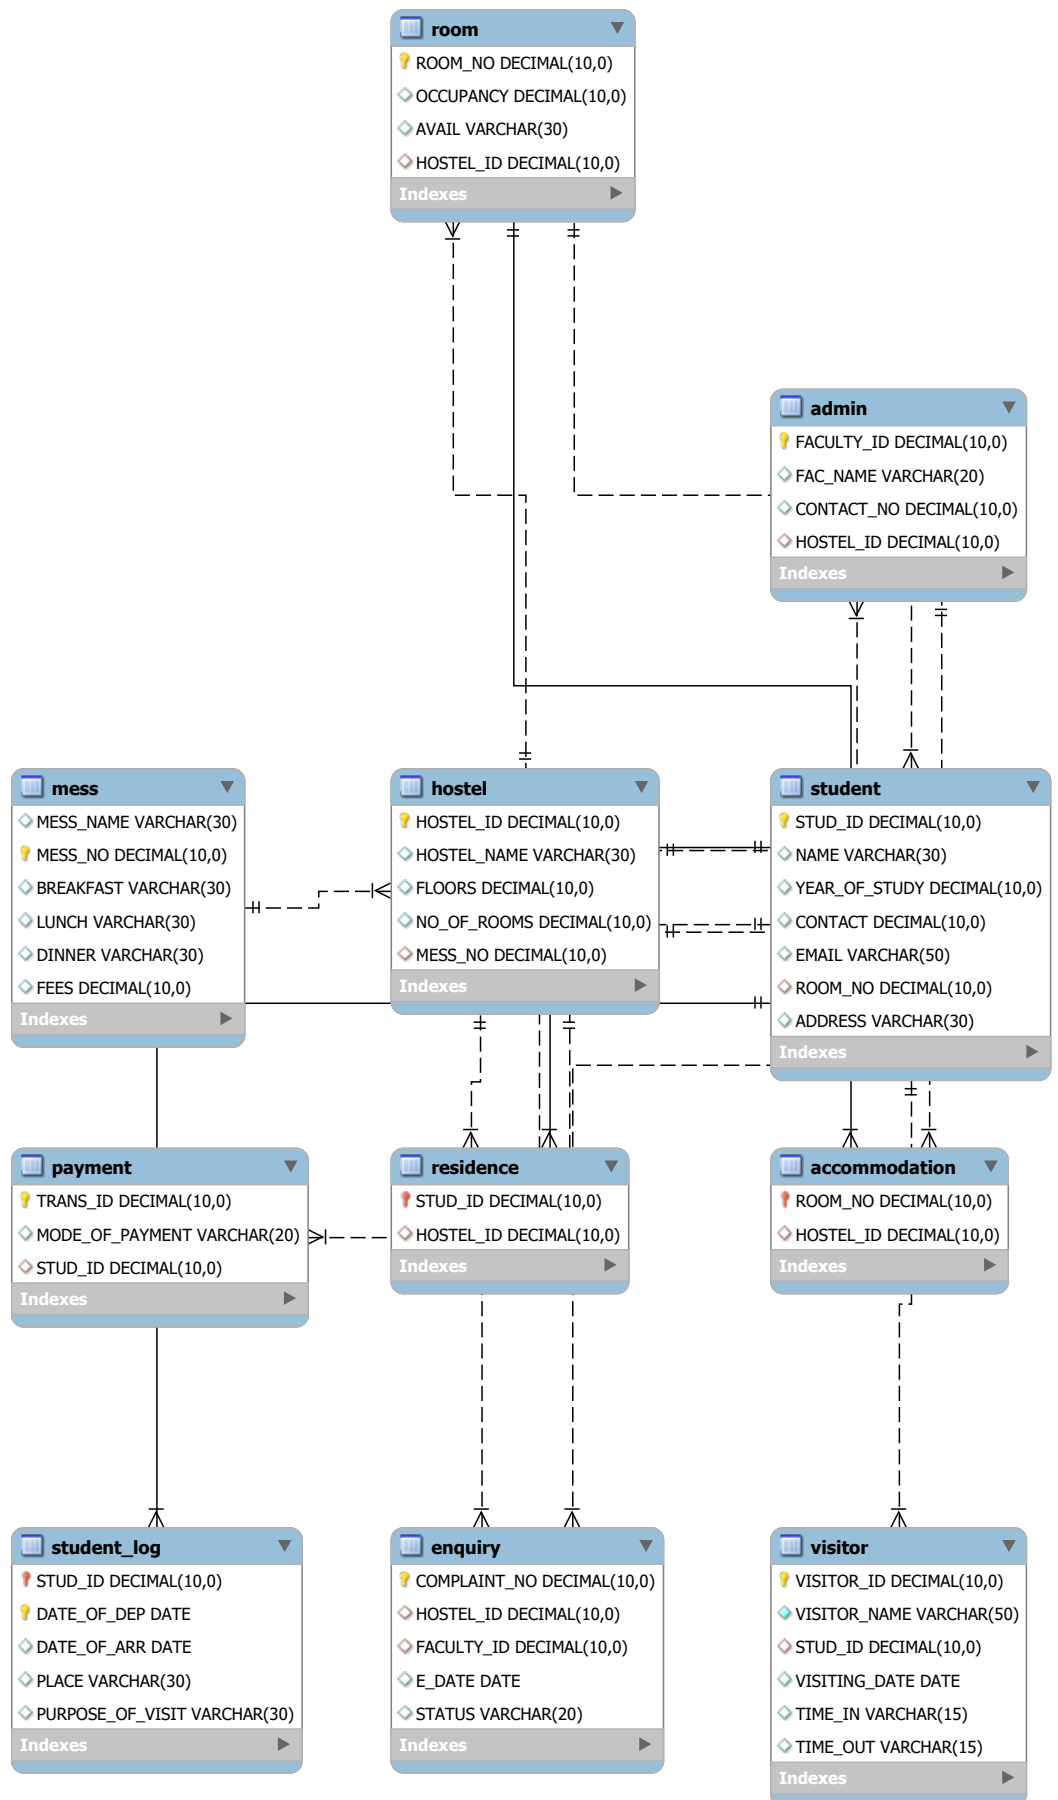 room
ROOM_NO DECIMAL(10,0)
OCCUPANCY DECIMAL(10,0)
AVAIL VARCHAR(30)
HOSTEL_ID DECIMAL(10,0)
Indexes
admin
FACULTY_ID DECIMAL(10,0)
FAC_NAME VARCHAR(20)
CONTACT_NO DECIMAL(10,0)
HOSTEL_ID DECIMAL(10,0)
Indexes
mess
MESS_NAME VARCHAR(30)
MESS_NO DECIMAL(10,0)
BREAKFAST VARCHAR(30)
LUNCH VARCHAR(30)
DINNER VARCHAR(30)
FEES DECIMAL(10,0)
Indexes
hostel
HOSTEL_ID DECIMAL(10,0)
HOSTEL_NAME VARCHAR(30)
FLOORS DECIMAL(10,0)
NO_OF_ROOMS DECIMAL(10,0)
MESS_NO DECIMAL(10,0)
Indexes
student
STUD_ID DECIMAL(10,0)
NAME VARCHAR(30)
YEAR_OF_STUDY DECIMAL(10,0)
CONTACT DECIMAL(10,0)
EMAIL VARCHAR(50)
ROOM_NO DECIMAL(10,0)
ADDRESS VARCHAR(30)
Indexes
payment
TRANS_ID DECIMAL(10,0)
MODE_OF_PAYMENT VARCHAR(20)
STUD_ID DECIMAL(10,0)
Indexes
residence
STUD_ID DECIMAL(10,0)
HOSTEL_ID DECIMAL(10,0)
Indexes
accommodation
ROOM_NO DECIMAL(10,0)
HOSTEL_ID DECIMAL(10,0)
Indexes
student_log
STUD_ID DECIMAL(10,0)
DATE_OF_DEP DATE
DATE_OF_ARR DATE
PLACE VARCHAR(30)
PURPOSE_OF_VISIT VARCHAR(30)
Indexes
enquiry
COMPLAINT_NO DECIMAL(10,0)
HOSTEL_ID DECIMAL(10,0)
FACULTY_ID DECIMAL(10,0)
E_DATE DATE
STATUS VARCHAR(20)
Indexes
visitor
VISITOR_ID DECIMAL(10,0)
VISITOR_NAME VARCHAR(50)
STUD_ID DECIMAL(10,0)
VISITING_DATE DATE
TIME_IN VARCHAR(15)
TIME_OUT VARCHAR(15)
Indexes